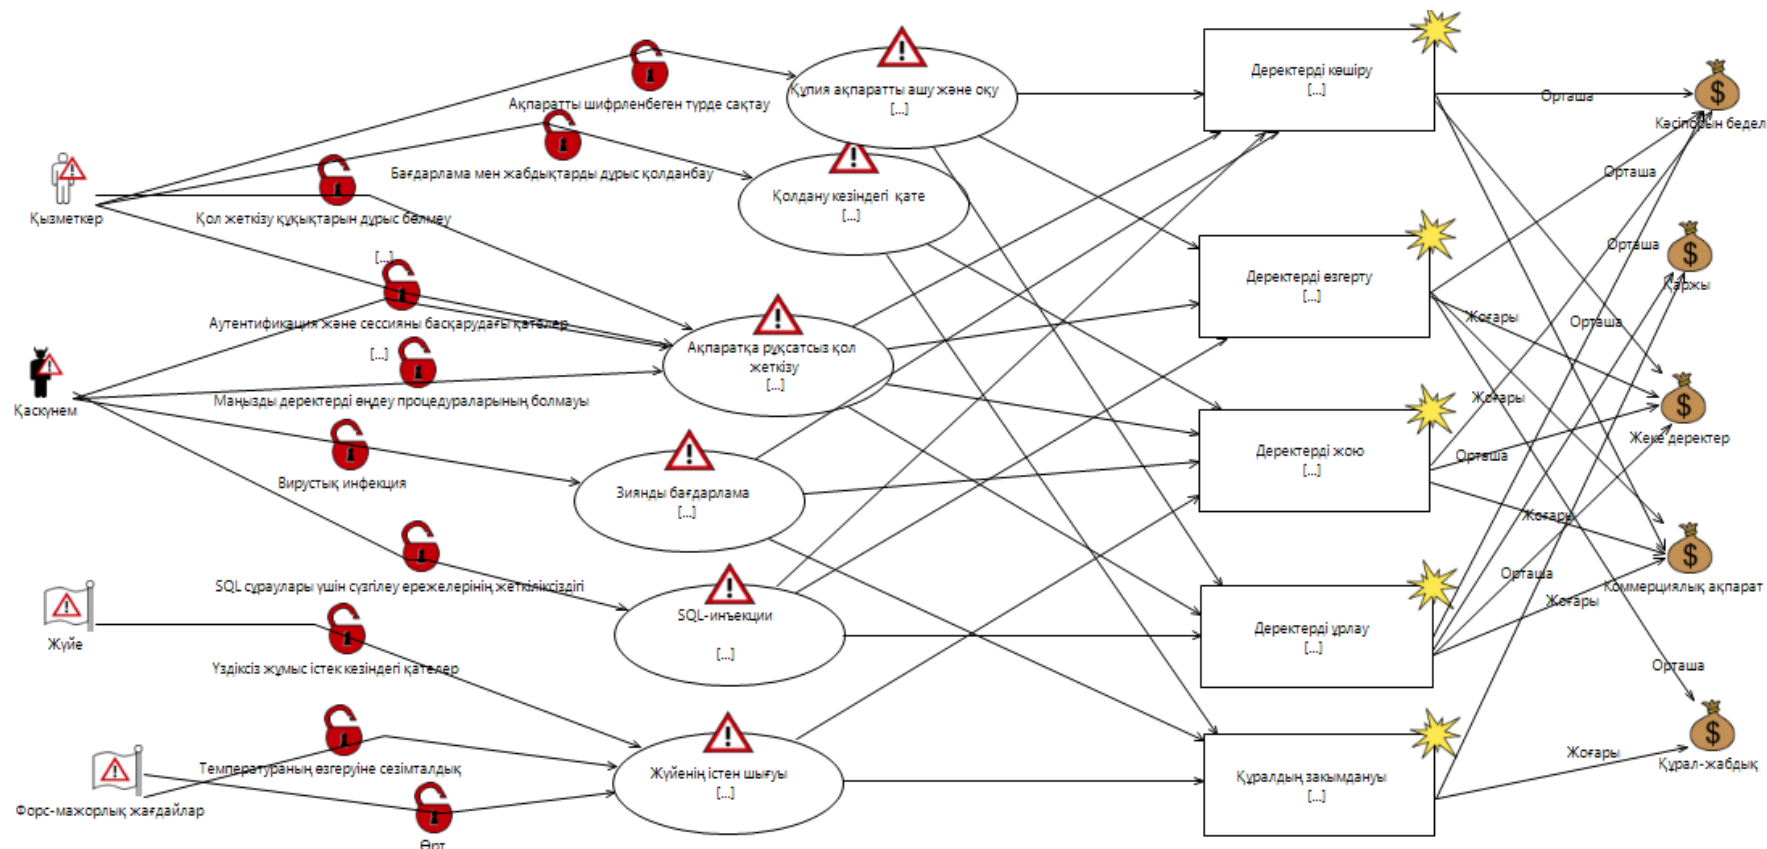 Қызметкер
Қаскүнем
Жүйе
Форс-мажорлық жағдайлар
Ақпаратты шифрленбеген түрде сақтау
Бағдарлама мен жабдықтарды дұрыс қолданбау
Қол жеткізу құқықтарын дұрыс бөлмеу
[...]
Аутентификация және сессияны басқарудағы қателер
[...]
Маңызды деректерді өңдеу процедураларының болмауы
Вирустық инфекция
SQL сұраулары үшін сүзгілеу ережелерінің жеткіліксіздігі
Үздіксіз жұмыс істек кезіндегі қателер
Температураның өзгеруіне сезімталдық
Өрт
Құпия ақпаратты ашу және оқу
[...]
Қолдану кезіндегі қате
[...]
Ақпаратқа рұқсатсыз қол
жеткізу
[...]
Зиянды бағдарлама
[...]
SQL-инъекции
[...]
Жүйенің істен шығуы
[...]
Деректерді көшіру
[...]
Деректерді өзгерту
[...]
Деректерді жою
[...]
Деректерді ұрлау
[...]
Құралдың закымдануы
[...]
Орташа
Орташа
Орташа
Жоғары
Орташа
Жоғары
Орташа
Жоғары
Орташа
Жоғары
Орташа
Жоғары
Кәсіпорын бедел
Қаржы
Жеке деректер
Коммерциялық ақпарат
Құрал-жабдық